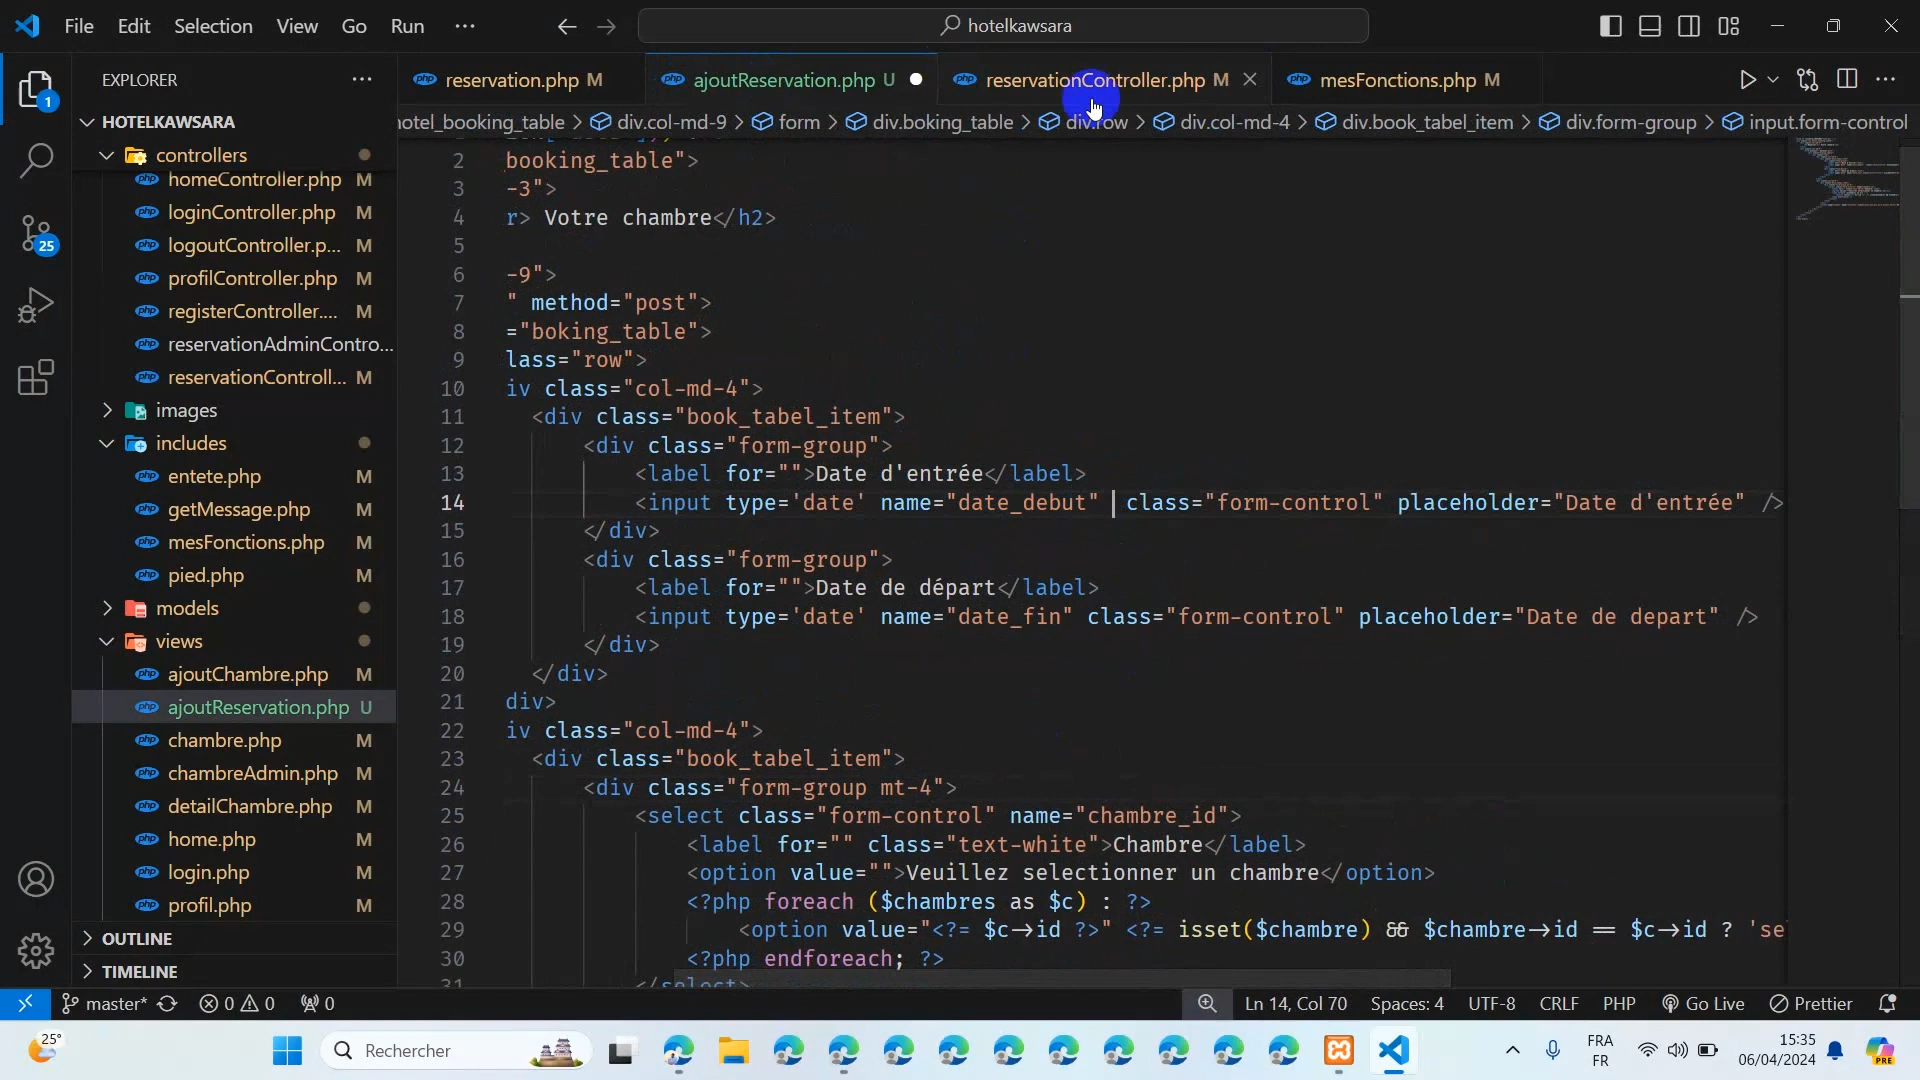 File Edit Selection View Go Run ...
hotelkawsara
EXPLORER ...
reservation.php M
ajoutReservation.php U
reservationController.php M
mesFonctions.php M
otel_booking_table > div.col-md-9 > form > div.boking_table > div.row > div.col-md-4 > div.book_tabel_item > div.form-group > input.form-control
HOTELKAWSARA
controllers
homeController.php M
loginController.php M
logoutController.p... M
profilController.php M
registerController.... M
reservationAdminContro...
reservationControll... M
images
includes
entete.php M
getMessage.php M
mesFonctions.php M
pied.php M
models
views
ajoutChambre.php M
ajoutReservation.php U
chambre.php M
chambreAdmin.php M
detailChambre.php M
home.php M
login.php M
profil.php M
OUTLINE
TIMELINE
1
25
2 booking_table">
3 -3">
4 r> Votre chambre</h2>
5
6 -9">
7 " method="post">
8 ="boking_table">
9 lass="row">
10 iv class="col-md-4">
11 <div class="book_tabel_item">
12 <div class="form-group">
13 <label for="">Date d'entrée</label>
14 <input type='date' name="date_debut" class="form-control" placeholder="Date d'entrée" />
15 </div>
16 <div class="form-group">
17 <label for="">Date de départ</label>
18 <input type='date' name="date_fin" class="form-control" placeholder="Date de depart" />
19 </div>
20 </div>
21 div>
22 iv class="col-md-4">
23 <div class="book_tabel_item">
24 <div class="form-group mt-4">
25 <select class="form-control" name="chambre_id">
26 <label for="" class="text-white">Chambre</label>
27 <option value="">Veuillez selectionner un chambre</option>
28 <?php foreach ($chambres as $c) : ?>
29 <option value="<?= $c->id ?>" <?= isset($chambre) && $chambre->id == $c->id ? 'se
30 <?php endforeach; ?>
31 </select>
master* 0 0 0
Ln 14, Col 70 Spaces: 4 UTF-8 CRLF PHP Go Live Prettier
25°
Rechercher
FRA
FR
15:35
06/04/2024
PRE